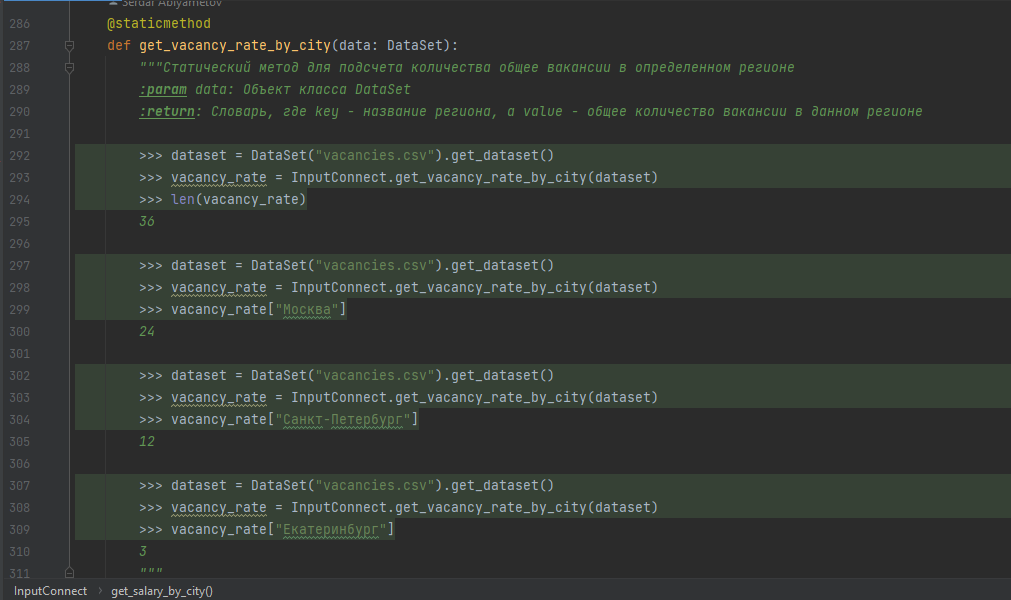 Serdar Ablyametov
286 @staticmethod
287 def get_vacancy_rate_by_city(data: DataSet):
288 """Статический метод для подсчета количества общее вакансии в определенном регионе
289 :param data: Объект класса DataSet
290 :return: Словарь, где key - название региона, а value - общее количество вакансии в данном регионе
291
292 >>> dataset = DataSet("vacancies.csv").get_dataset()
293 >>> vacancy_rate = InputConnect.get_vacancy_rate_by_city(dataset)
294 >>> len(vacancy_rate)
295 36
296
297 >>> dataset = DataSet("vacancies.csv").get_dataset()
298 >>> vacancy_rate = InputConnect.get_vacancy_rate_by_city(dataset)
299 >>> vacancy_rate["Москва"]
300 24
301
302 >>> dataset = DataSet("vacancies.csv").get_dataset()
303 >>> vacancy_rate = InputConnect.get_vacancy_rate_by_city(dataset)
304 >>> vacancy_rate["Санкт-Петербург"]
305 12
306
307 >>> dataset = DataSet("vacancies.csv").get_dataset()
308 >>> vacancy_rate = InputConnect.get_vacancy_rate_by_city(dataset)
309 >>> vacancy_rate["Екатеринбург"]
310 3
311 """
InputConnect › get_salary_by_city()